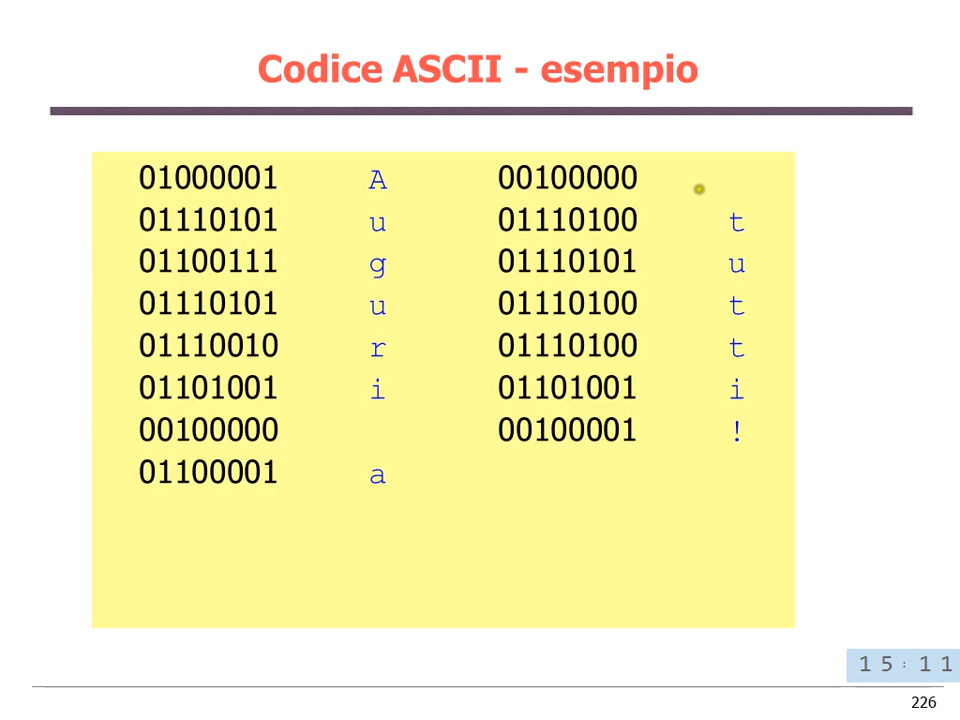 Codice ASCII - esempio
01000001 A 00100000
01110101 u 01110100 t
01100111 g 01110101 u
01110101 u 01110100 t
01110010 r 01110100 t
01101001 i 01101001 i
00100000 00100001 !
01100001 a
15:11
226